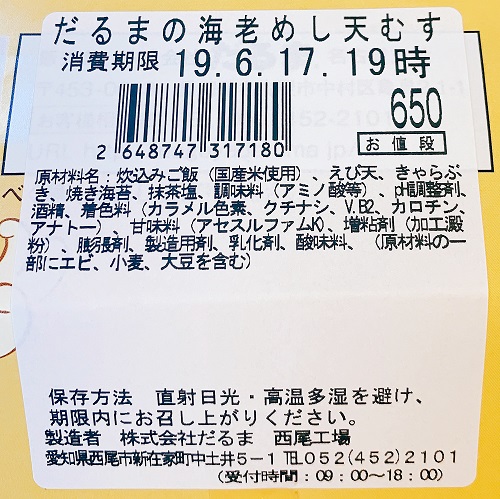 だるまの海老めし天むす
消費期限 19.6.17.19時
650
お値段
2 648747 317180
原材料名：炊込みご飯（国産米使用）、えび天、きゃらぶ
き、焼き海苔、抹茶塩、調味料（アミノ酸等）、pH調整剤、
酒精、着色料（カラメル色素、クチナシ、V.B2、カロチン、
アナトー）、甘味料（アセスルファムK）、増粘剤（加工澱
粉）、膨張剤、製造用剤、乳化剤、酸味料、（原材料の一
部にエビ、小麦、大豆を含む）
保存方法 直射日光・高温多湿を避け、
期限内にお召し上がりください。
製造者 株式会社だるま 西尾工場
愛知県西尾市新在家町中土井5－1 TEL052(452)2101
（受付時間：09：00～18：00）